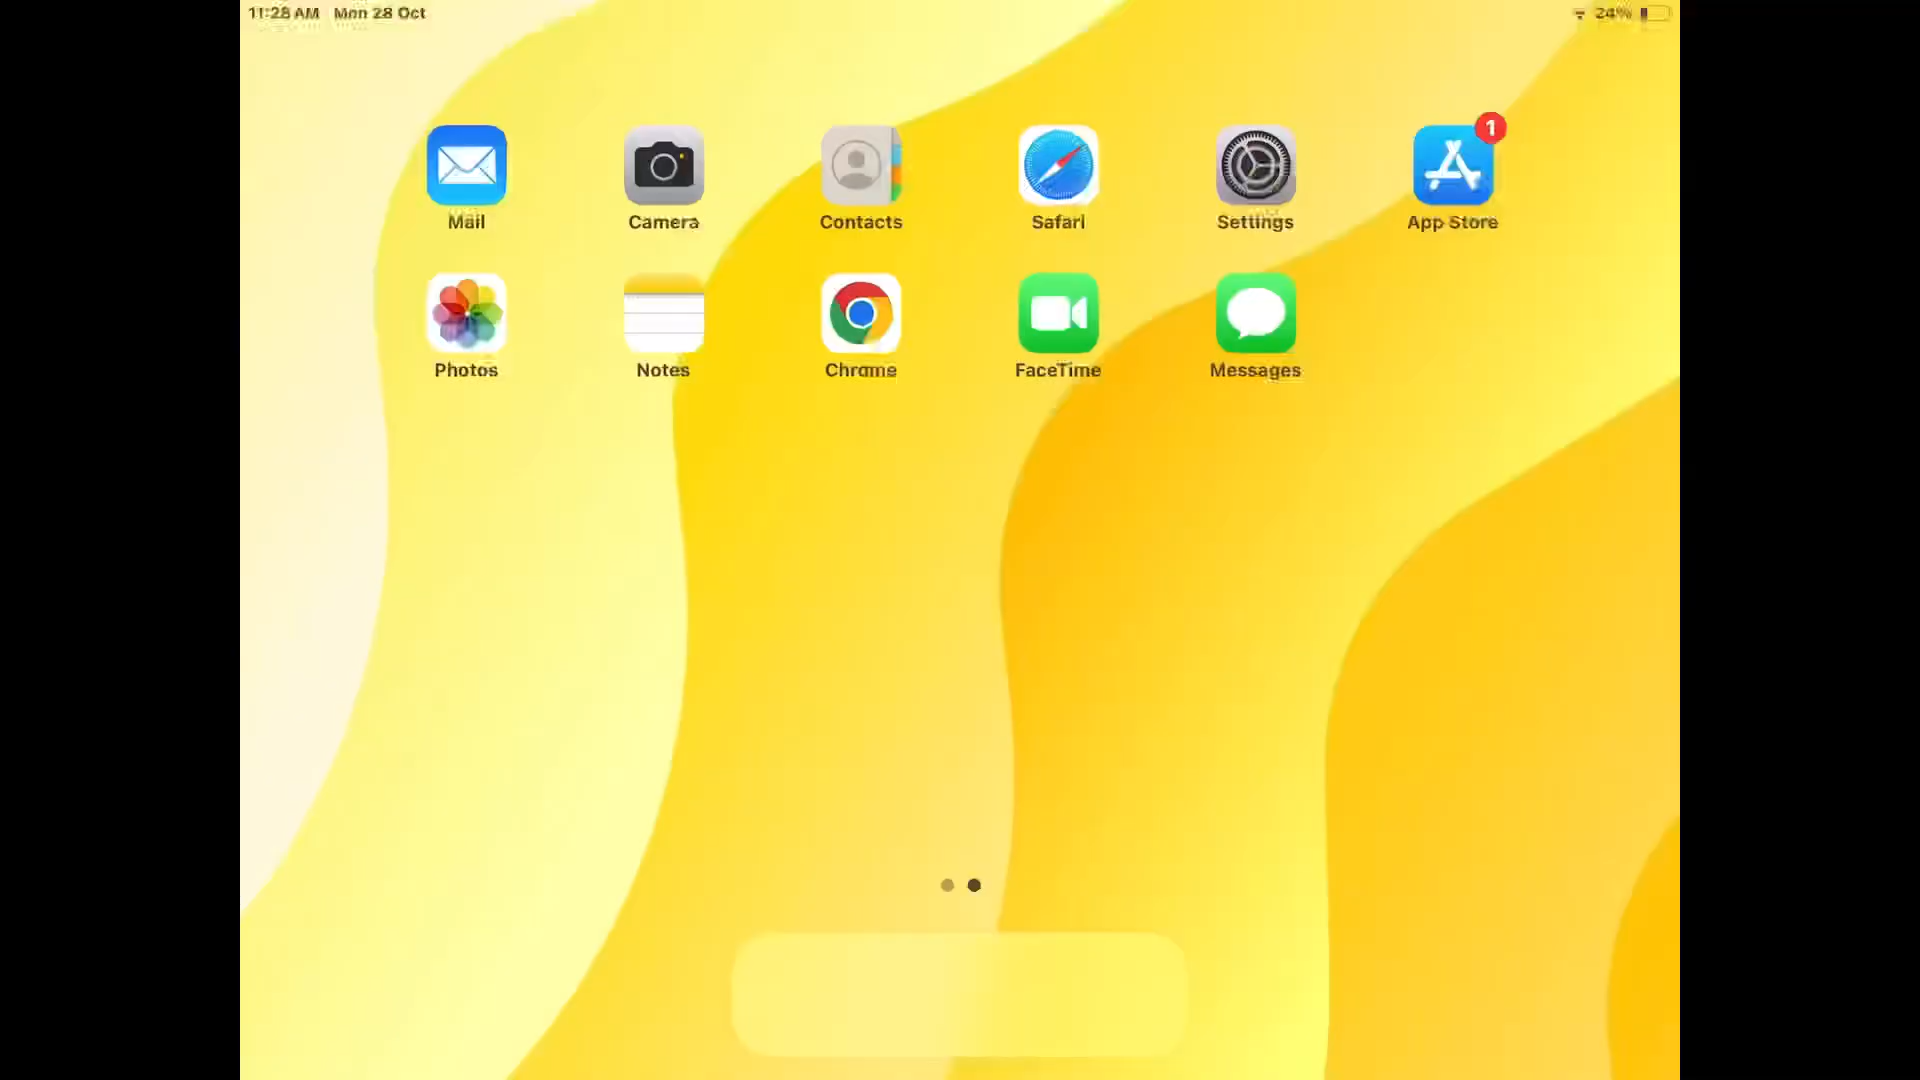 11:28 AM Mon 28 Oct
24%
1
Mail Camera Contacts Safari Settings App Store
Photos Notes Chrome FaceTime Messages